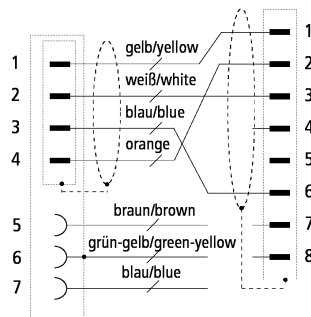 1
gelb/yellow
1
2
weiß/white
2
3
blau/blue
3
4
orange
4
5
6
braun/brown
5
7
grün-gelb/green-yellow
6
8
blau/blue
7